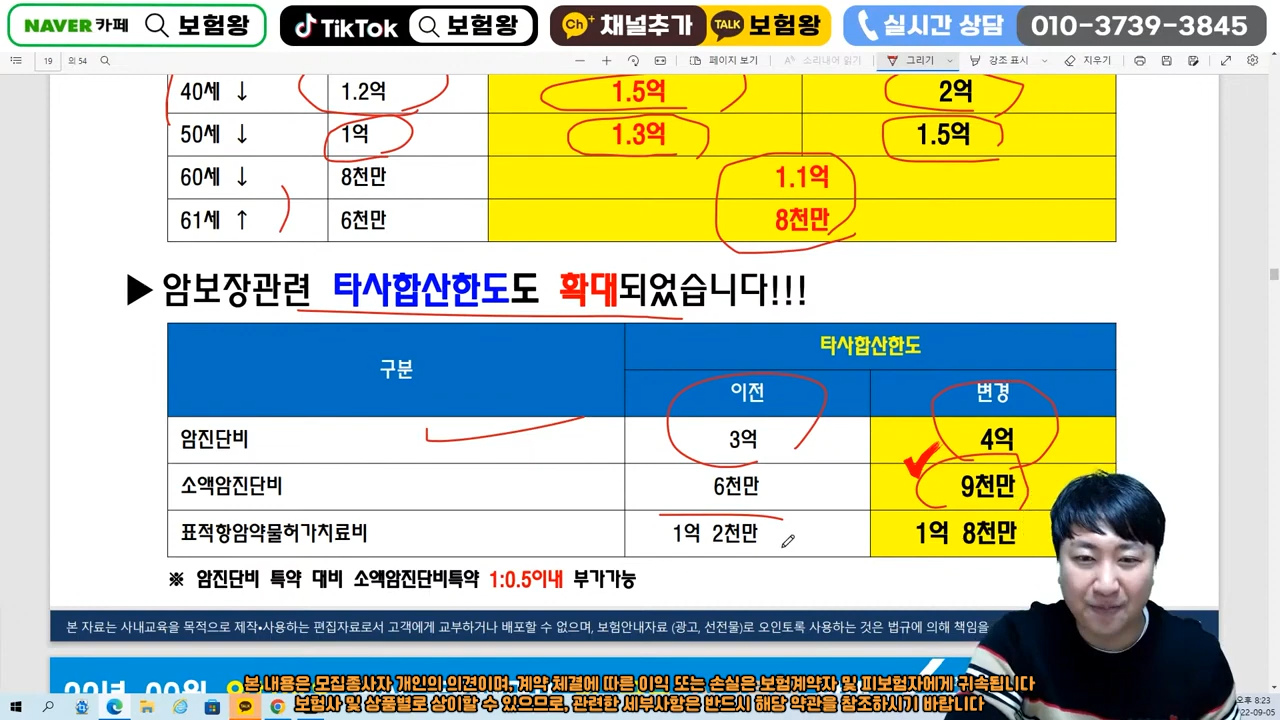 NAVER 카페 보험왕 TikTok 보험왕 Ch+ 채널추가 TALK 보험왕 실시간 상담 010-3739-3845
19 의 54 페이지 보기 소리내어 읽기 그리기 강조 표시 지우기
40세 ↓ 1.2억 1.5억 2억
50세 ↓ 1억 1.3억 1.5억
60세 ↓ 8천만 1.1억
61세 ↑ 6천만 8천만
▶ 암보장관련 타사합산한도도 확대되었습니다!!!
구분 타사합산한도
이전 변경
암진단비 3억 4억
소액암진단비 6천만 9천만
표적항암약물허가치료비 1억 2천만 1억 8천만
※ 암진단비 특약 대비 소액암진단비특약 1:0.5이내 부가가능
본 자료는 사내교육을 목적으로 제작•사용하는 편집자료로서 고객에게 교부하거나 배포할 수 없으며, 보험안내자료 (광고, 선전물)로 오인토록 사용하는 것은 법규에 의해 책임을
본 내용은 모집종사자 개인의 의견이며, 계약 체결에 따른 이익 또는 손실은 보험계약자 및 피보험자에게 귀속됩니다
보험사 및 상품별로 상이할 수 있으므로, 관련한 세부사항은 반드시 해당 약관을 참조하시기 바랍니다
오후 8:23
22-09-05